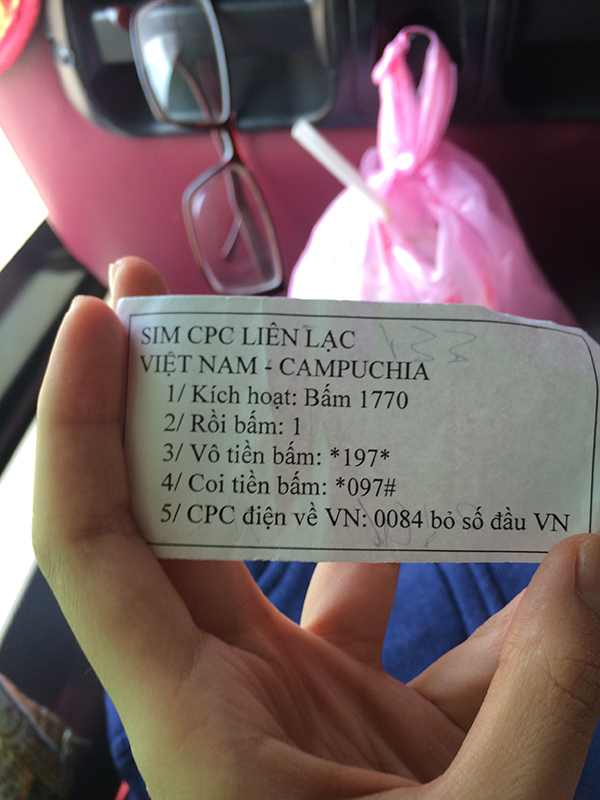 SIM CPC LIÊN LẠC
VIỆT NAM - CAMPUCHIA
1/ Kích hoạt: Bấm 1770
2/ Rồi bấm: 1
3/ Vô tiền bấm: *197*
4/ Coi tiền bấm: *097#
5/ CPC điện về VN: 0084 bỏ số đầu VN